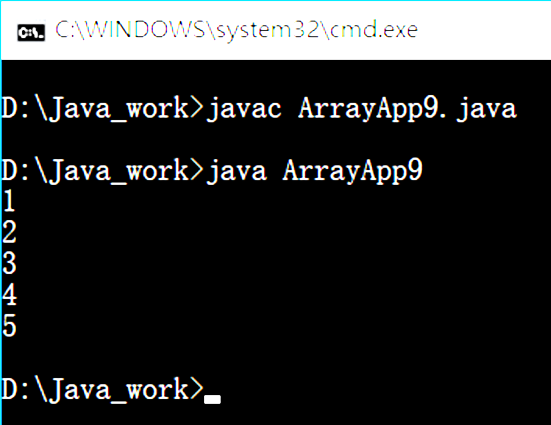 C:\WINDOWS\system32\cmd.exe
D:\Java_work>javac ArrayApp9.java
D:\Java_work>java ArrayApp9
1
2
3
4
5
D:\Java_work>